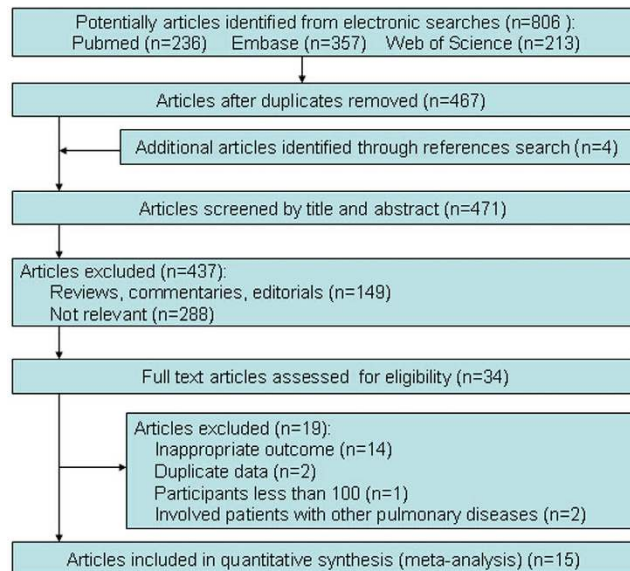 Potentially articles identified from electronic searches (n=806 ):
Pubmed (n=236) Embase (n=357) Web of Science (n=213)
Articles after duplicates removed (n=467)
Additional articles identified through references search (n=4)
Articles screened by title and abstract (n=471)
Articles excluded (n=437):
Reviews, commentaries, editorials (n=149)
Not relevant (n=288)
Full text articles assessed for eligibility (n=34)
Articles excluded (n=19):
Inappropriate outcome (n=14)
Duplicate data (n=2)
Participants less than 100 (n=1)
Involved patients with other pulmonary diseases (n=2)
Articles included in quantitative synthesis (meta-analysis) (n=15)